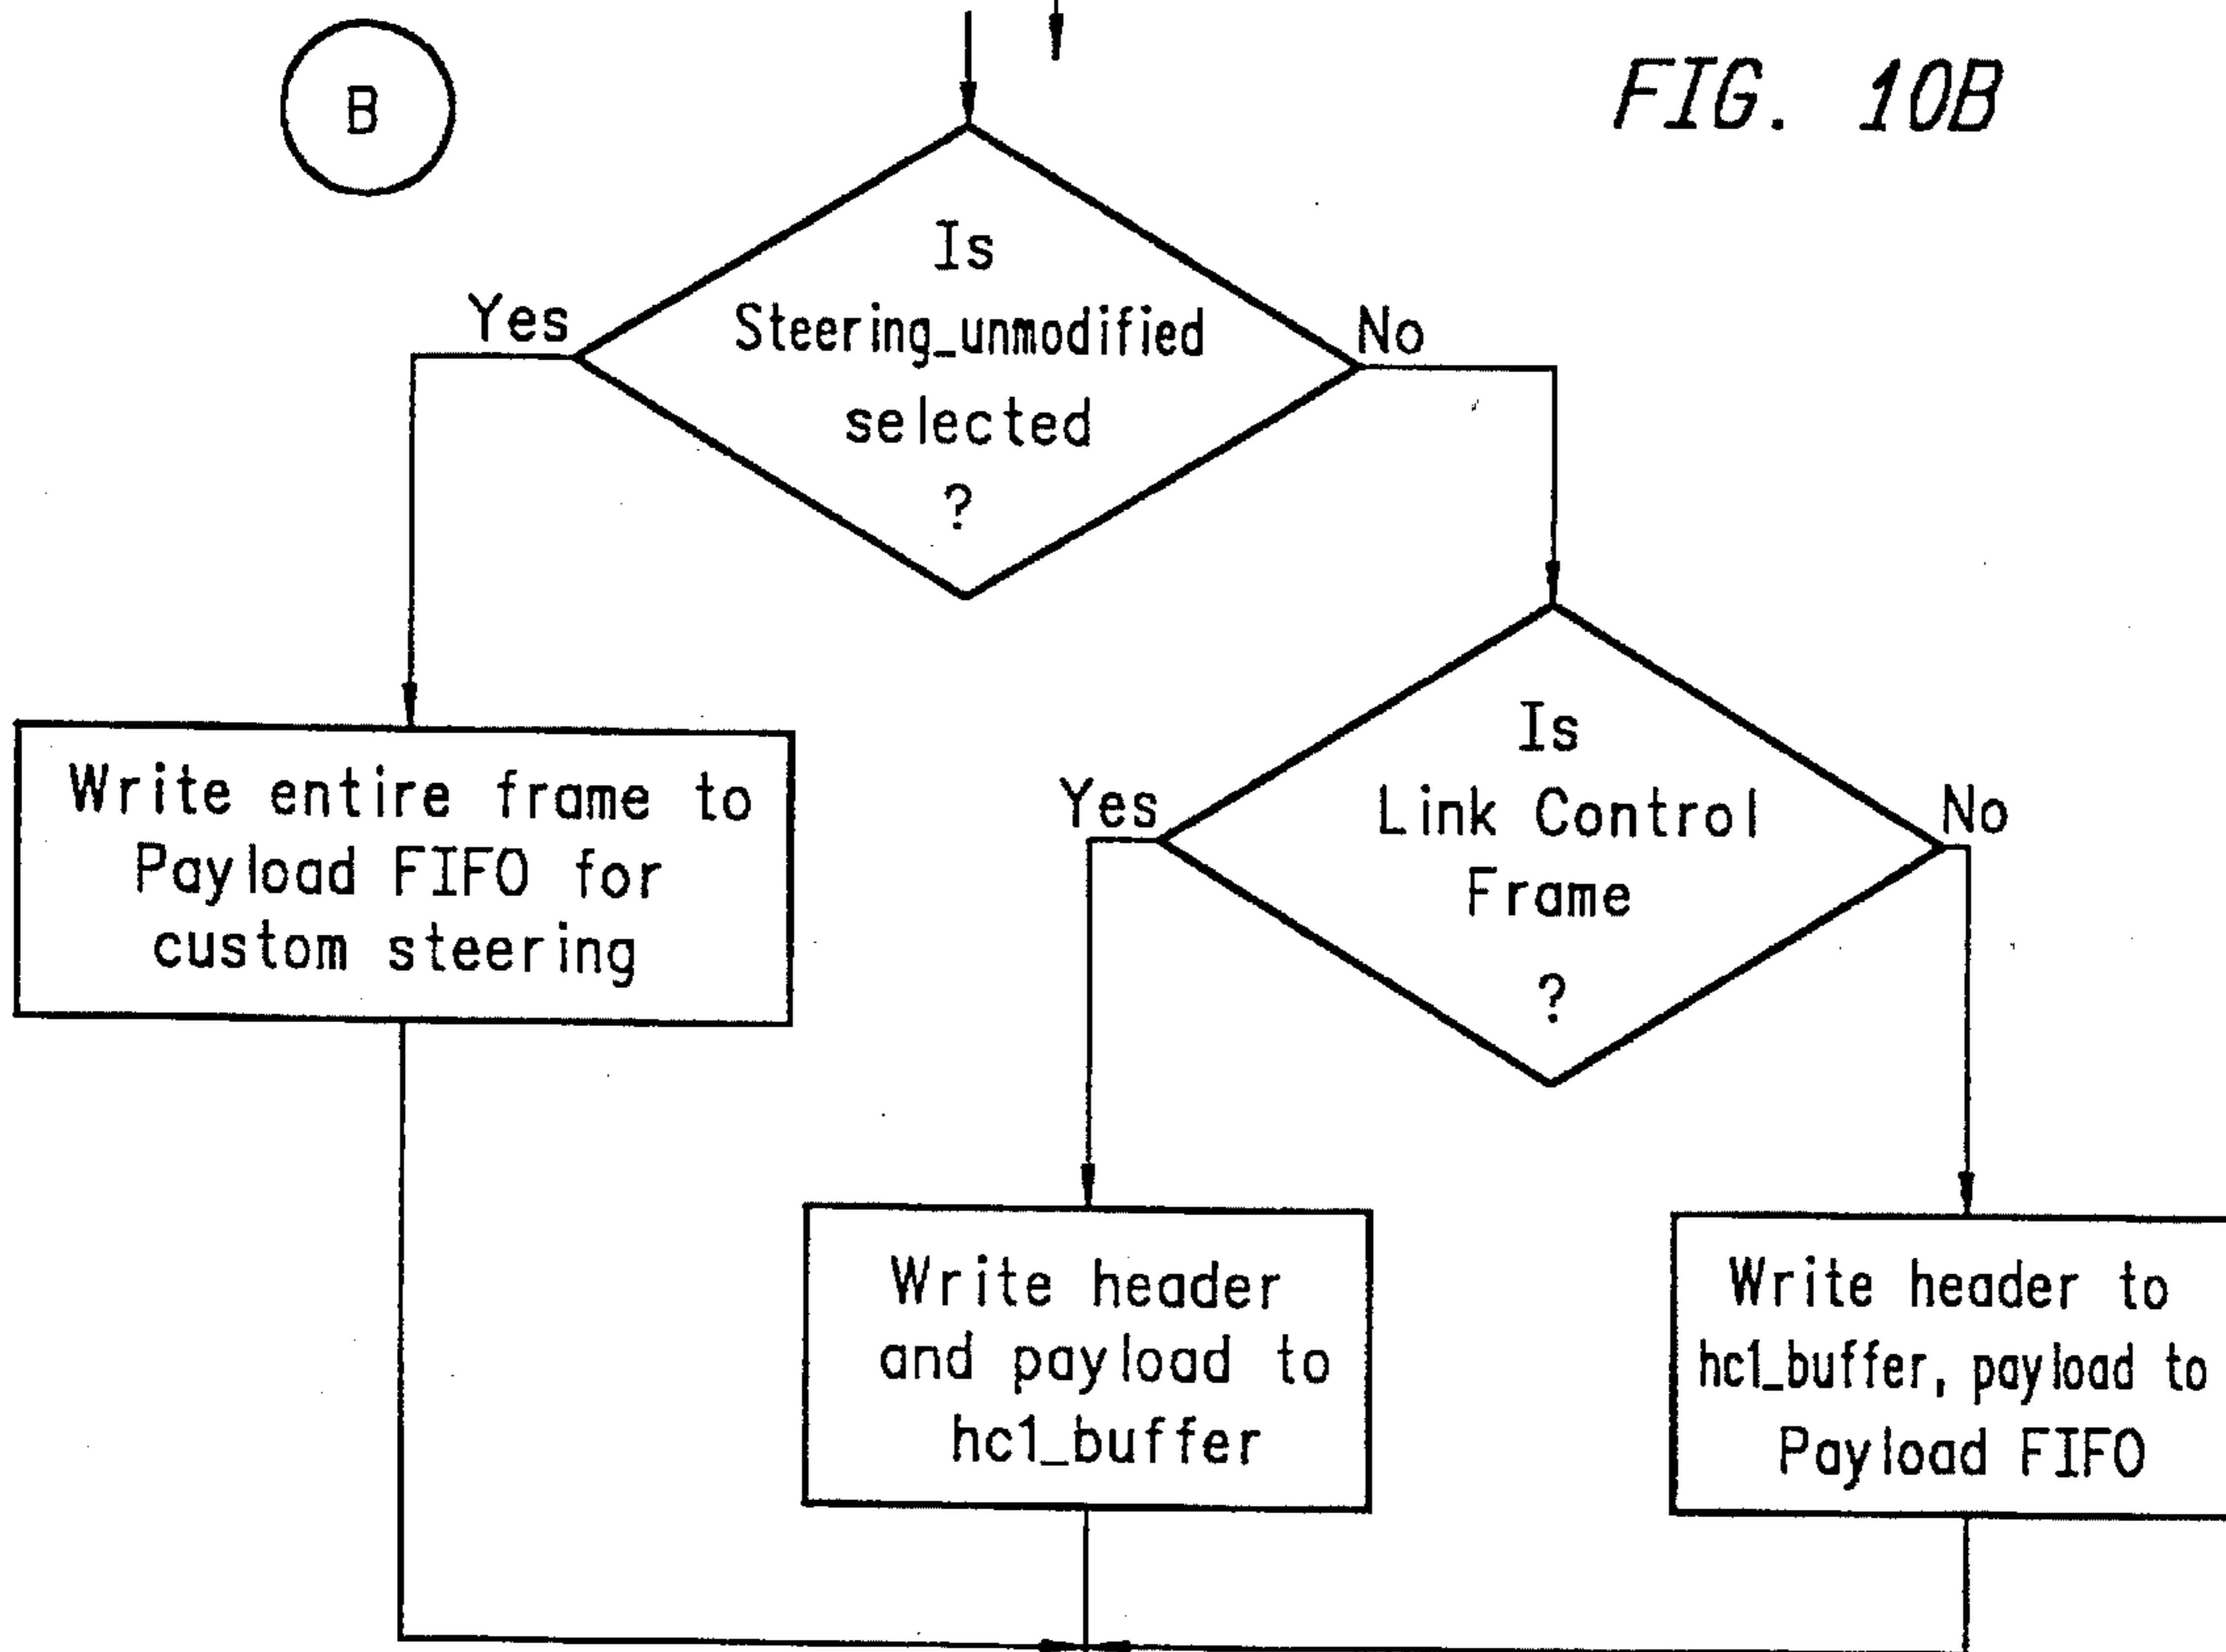 B
FIG. 10B
Is
Steering_unmodified
selected
?
Yes
No
Write entire frame to
Payload FIFO for
custom steering
Is
Link Control
Frame
?
Yes
No
Write header
and payload to
hc1_buffer
Write header to
hc1_buffer, payload to
Payload FIFO